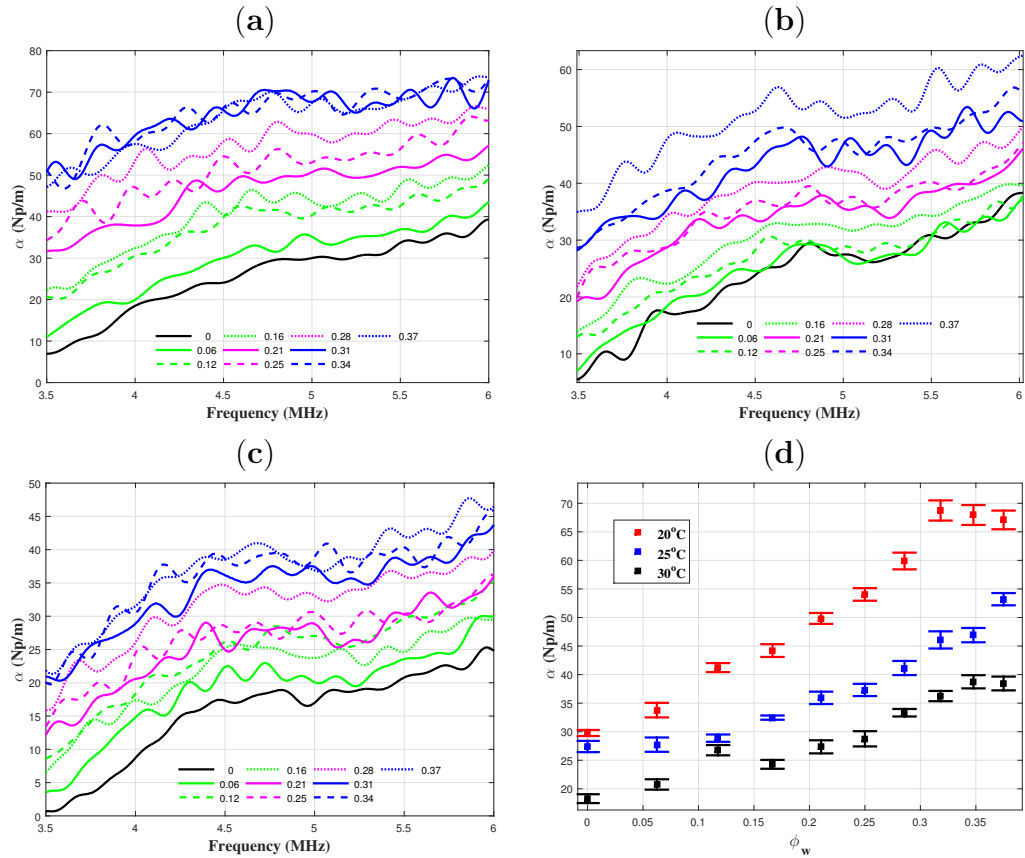 (a)
80
70
60
50
40
30
20
10
0
α (Np/m)
0 0.16 0.28 0.37
0.06 0.21 0.31
0.12 0.25 0.34
3.5 4 4.5 5 5.5 6
Frequency (MHz)
(b)
60
50
40
30
20
10
α (Np/m)
0 0.16 0.28 0.37
0.06 0.21 0.31
0.12 0.25 0.34
3.5 4 4.5 5 5.5 6
Frequency (MHz)
(c)
50
45
40
35
30
25
20
15
10
5
0
α (Np/m)
0 0.16 0.28 0.37
0.06 0.21 0.31
0.12 0.25 0.34
3.5 4 4.5 5 5.5 6
Frequency (MHz)
(d)
70
65
60
55
50
45
40
35
30
25
20
α (Np/m)
20°C
25°C
30°C
0 0.05 0.1 0.15 0.2 0.25 0.3 0.35
ϕw